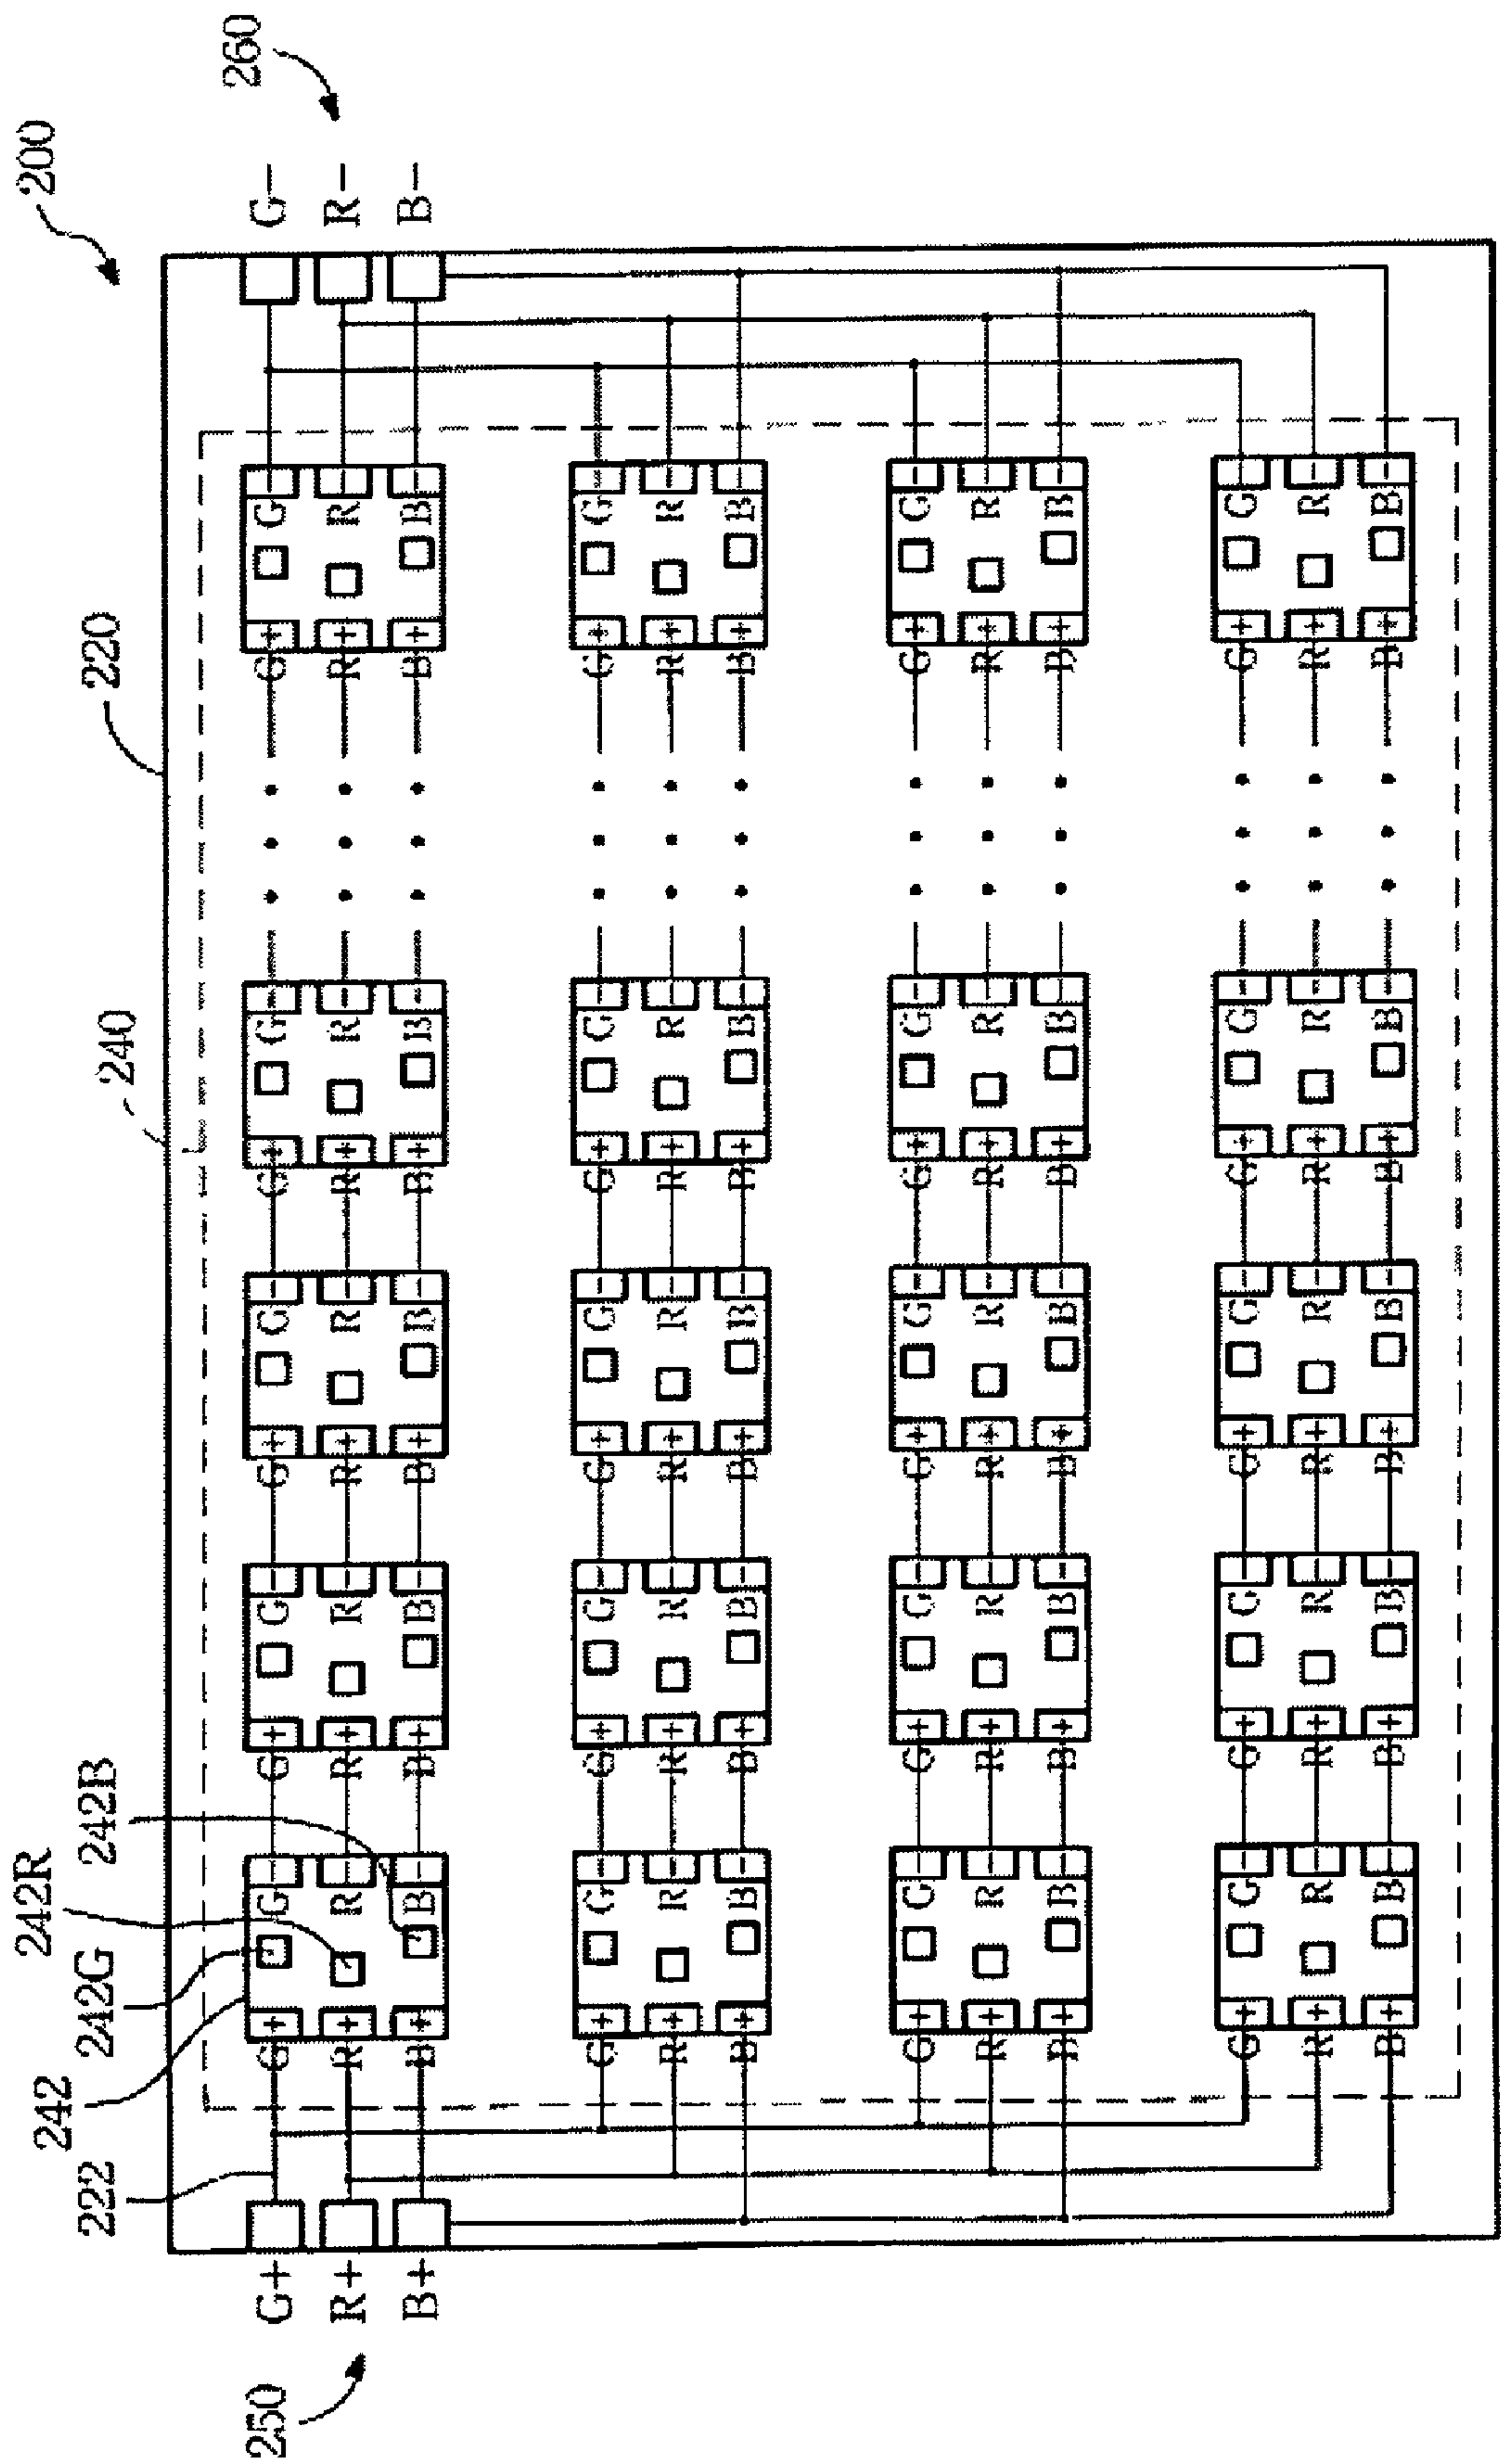 200
242R
242G 242B 240 220
242
222 260
250
G+ G + G − G + G − G + G − G + G − G + G − G−
R+ R + R − R + R − R + R − R + R − R + R − R−
B+ B + B − B + B − B + B − B + B − B + B − B−
G + G − G + G − G + G − G + G − G + G −
R + R − R + R − R + R − R + R − R + R −
B + B − B + B − B + B − B + B − B + B −
G + G − G + G − G + G − G + G − G + G −
R + R − R + R − R + R − R + R − R + R −
B + B − B + B − B + B − B + B − B + B −
G + G − G + G − G + G − G + G − G + G −
R + R − R + R − R + R − R + R − R + R −
B + B − B + B − B + B − B + B − B + B −